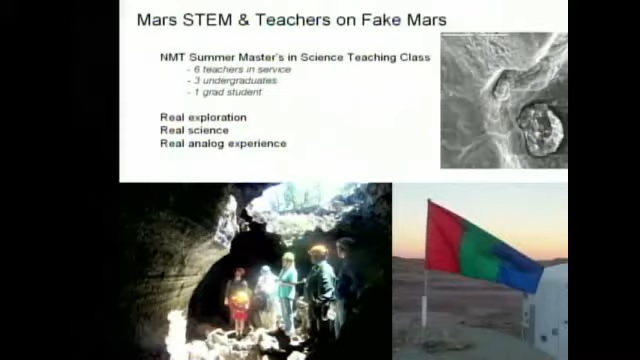 Mars STEM & Teachers on Fake Mars
NMT Summer Master's in Science Teaching Class
- 6 teachers in service
- 3 undergraduates
- 1 grad student
Real exploration
Real science
Real analog experience